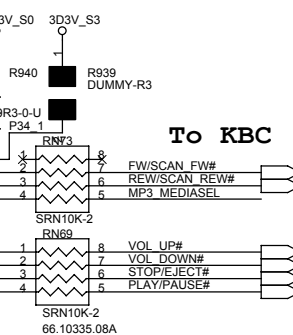 3V_S0 3D3V_S3
1
R940 R939
DUMMY-R3
9R3-0-U
P34_1
To KBC
RN73
1 8
2 7 FW/SCAN_FW#
3 6 REW/SCAN_REW#
4 5 MP3_MEDIASEL
SRN10K-2
RN69
1 8 VOL_UP#
2 7 VOL_DOWN#
3 6 STOP/EJECT#
4 5 PLAY/PAUSE#
SRN10K-2
66.10335.08A